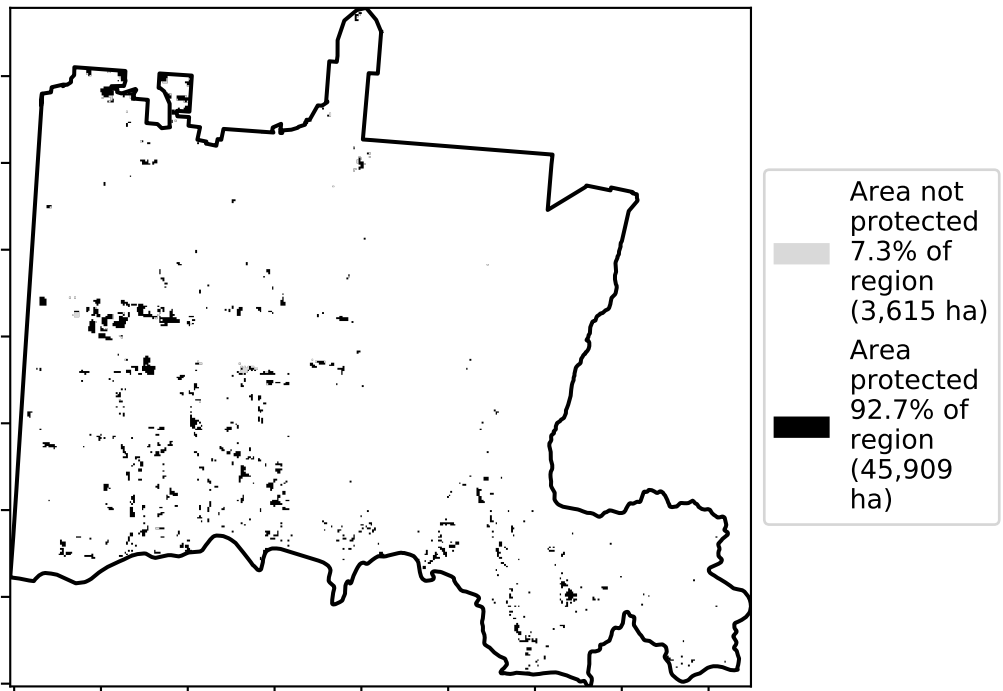 Area not
protected
7.3% of
region
(3,615 ha)
Area
protected
92.7% of
region
(45,909
ha)